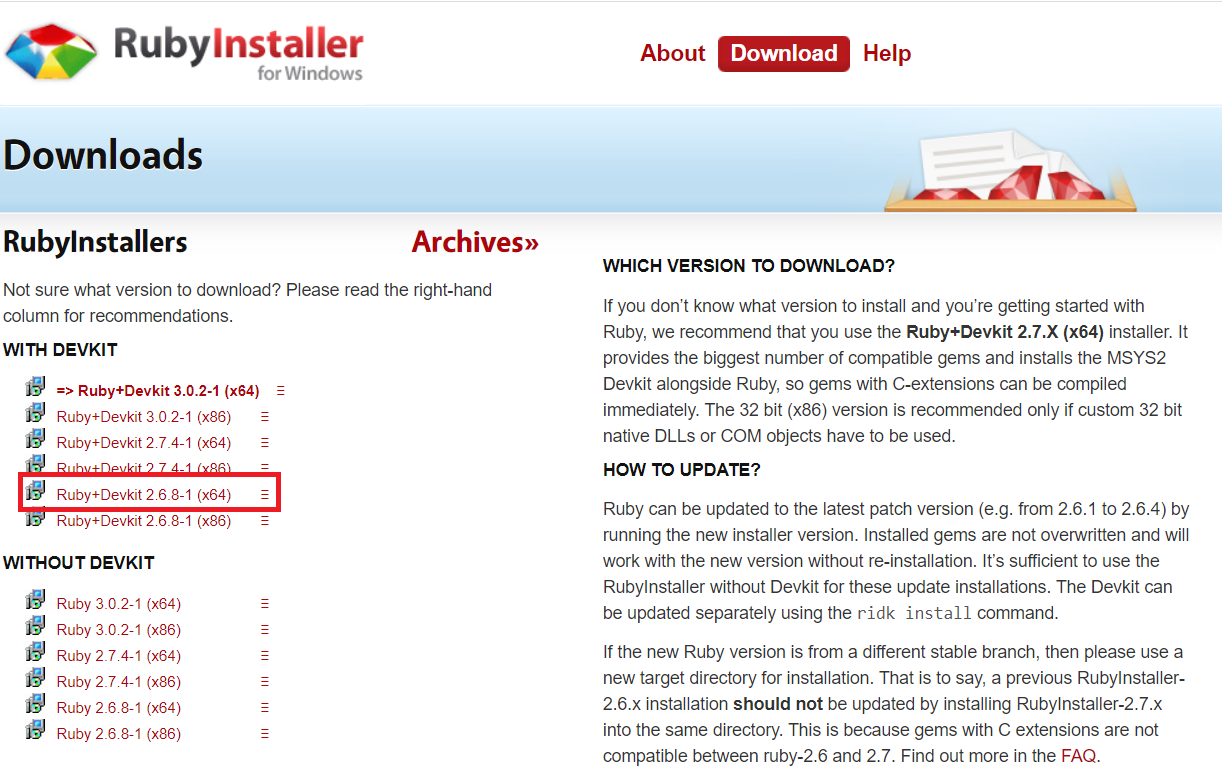 RubyInstaller
for Windows
About Download Help
Downloads
RubyInstallers
Archives»
Not sure what version to download? Please read the right-hand
column for recommendations.
WITH DEVKIT
=> Ruby+Devkit 3.0.2-1 (x64)
Ruby+Devkit 3.0.2-1 (x86)
Ruby+Devkit 2.7.4-1 (x64)
Ruby+Devkit 2.7.4-1 (x86)
Ruby+Devkit 2.6.8-1 (x64)
Ruby+Devkit 2.6.8-1 (x86)
WITHOUT DEVKIT
Ruby 3.0.2-1 (x64)
Ruby 3.0.2-1 (x86)
Ruby 2.7.4-1 (x64)
Ruby 2.7.4-1 (x86)
Ruby 2.6.8-1 (x64)
Ruby 2.6.8-1 (x86)
WHICH VERSION TO DOWNLOAD?
If you don’t know what version to install and you’re getting started with
Ruby, we recommend that you use the Ruby+Devkit 2.7.X (x64) installer. It
provides the biggest number of compatible gems and installs the MSYS2
Devkit alongside Ruby, so gems with C-extensions can be compiled
immediately. The 32 bit (x86) version is recommended only if custom 32 bit
native DLLs or COM objects have to be used.
HOW TO UPDATE?
Ruby can be updated to the latest patch version (e.g. from 2.6.1 to 2.6.4) by
running the new installer version. Installed gems are not overwritten and will
work with the new version without re-installation. It’s sufficient to use the
RubyInstaller without Devkit for these update installations. The Devkit can
be updated separately using the ridk install command.
If the new Ruby version is from a different stable branch, then please use a
new target directory for installation. That is to say, a previous RubyInstaller-
2.6.x installation should not be updated by installing RubyInstaller-2.7.x
into the same directory. This is because gems with C extensions are not
compatible between ruby-2.6 and 2.7. Find out more in the FAQ.